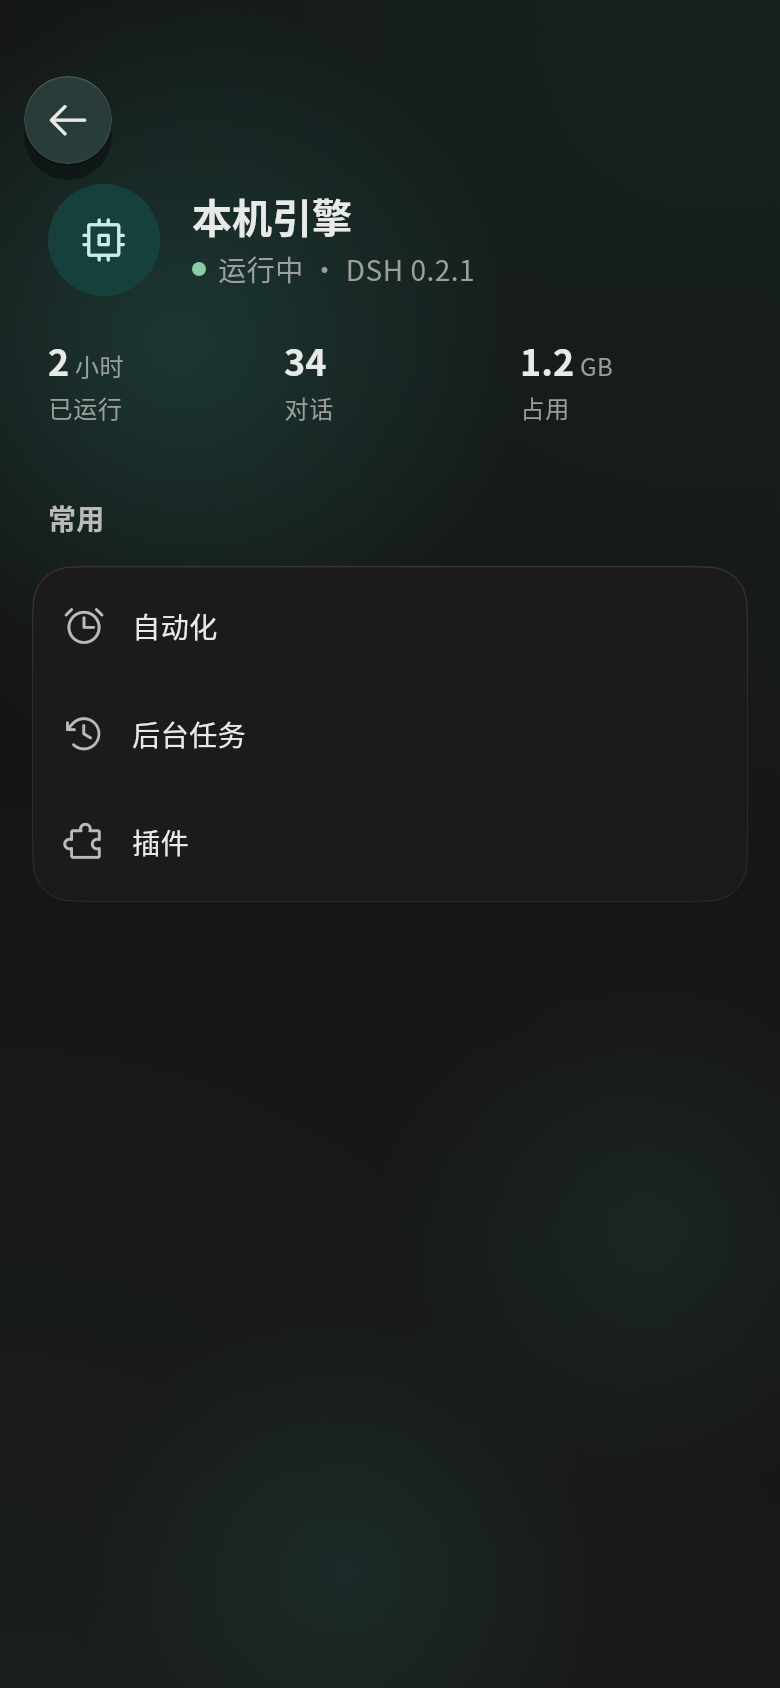 本机引擎
运行中 · DSH 0.2.1
2 小时
已运行
34
对话
1.2 GB
占用
常用
自动化
后台任务
插件